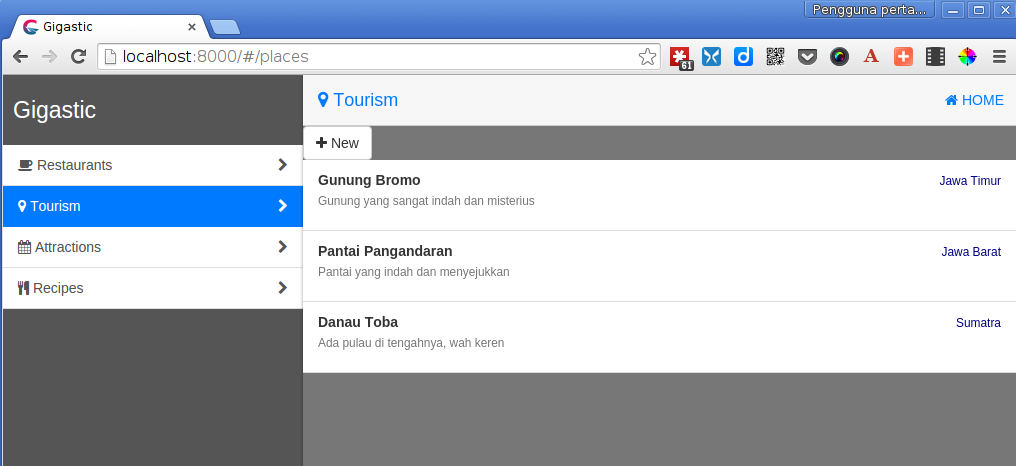 Pengguna perta...
Gigastic
localhost:8000/#/places
61
A
Gigastic
Tourism
HOME
New
Restaurants
Tourism
Attractions
Recipes
Gunung Bromo
Jawa Timur
Gunung yang sangat indah dan misterius
Pantai Pangandaran
Jawa Barat
Pantai yang indah dan menyejukkan
Danau Toba
Sumatra
Ada pulau di tengahnya, wah keren